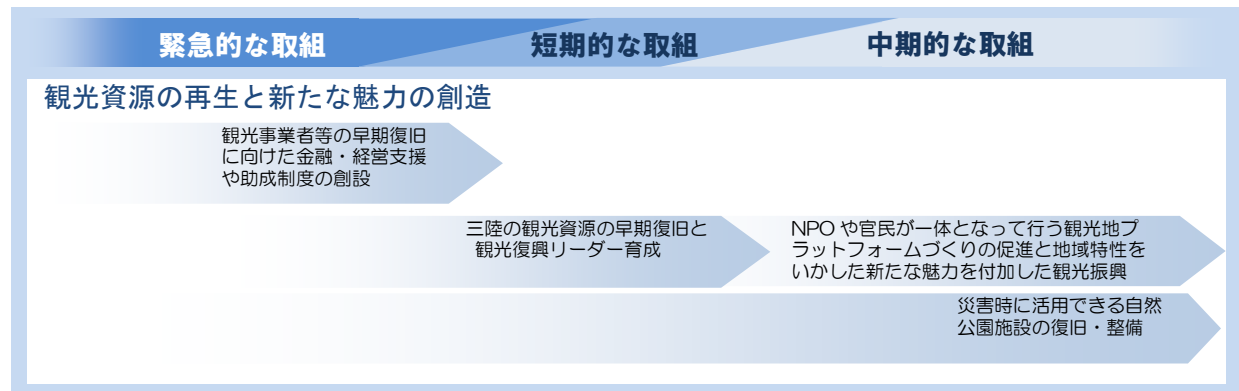 緊急的な取組
短期的な取組
中期的な取組
観光資源の再生と新たな魅力の創造
観光事業者等の早期復旧
に向けた金融・経営支援
や助成制度の創設
三陸の観光資源の早期復旧と
観光復興リーダー育成
NPO や官民が一体となって行う観光地プ
ラットフォームづくりの促進と地域特性を
いかした新たな魅力を付加した観光振興
災害時に活用できる自然
公園施設の復旧・整備